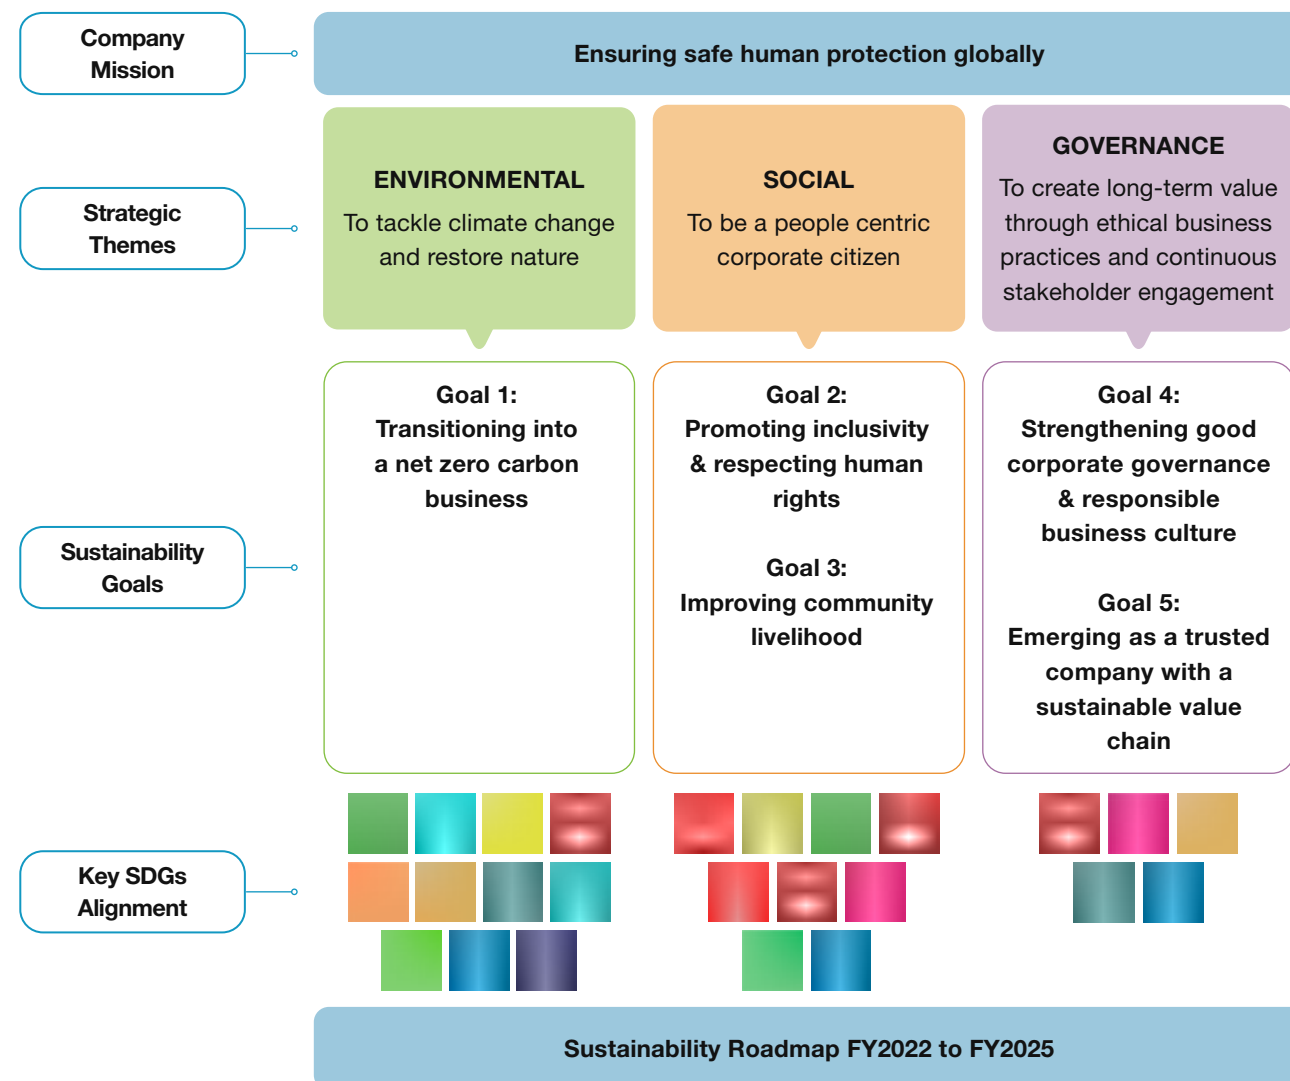 Company
Mission
Ensuring safe human protection globally
Strategic
Themes
ENVIRONMENTAL
To tackle climate change
and restore nature
SOCIAL
To be a people centric
corporate citizen
GOVERNANCE
To create long-term value
through ethical business
practices and continuous
stakeholder engagement
Sustainability
Goals
Goal 1:
Transitioning into
a net zero carbon
business
Goal 2:
Promoting inclusivity
& respecting human
rights
Goal 3:
Improving community
livelihood
Goal 4:
Strengthening good
corporate governance
& responsible
business culture
Goal 5:
Emerging as a trusted
company with a
sustainable value
chain
Key SDGs
Alignment
Sustainability Roadmap FY2022 to FY2025